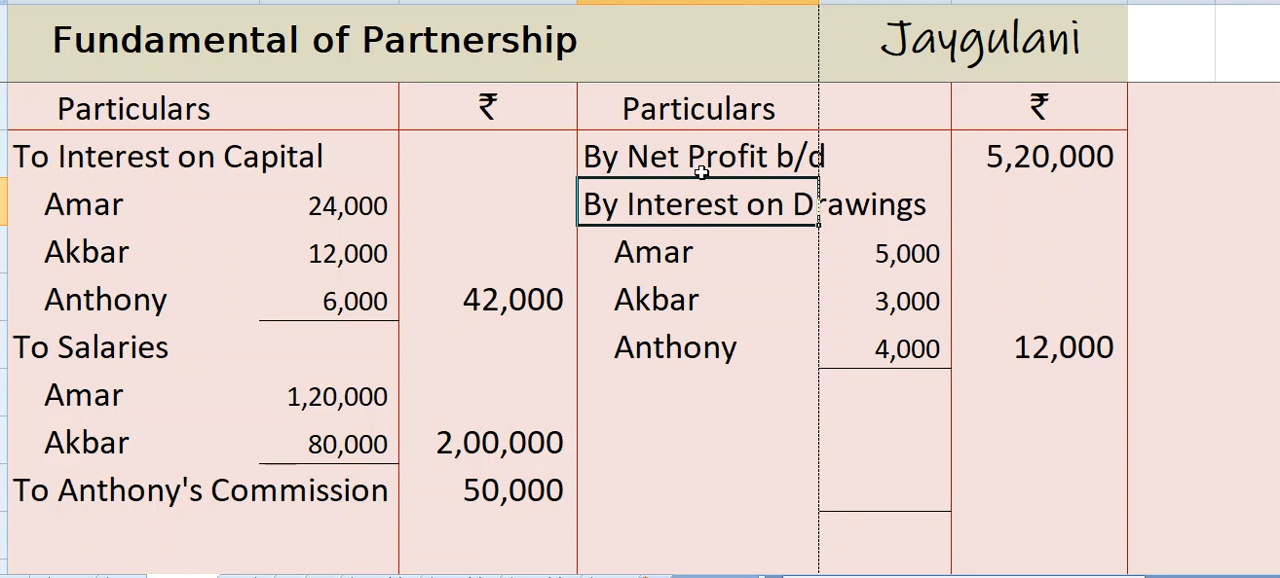 Fundamental of Partnership Jaygulani
Particulars ₹ Particulars ₹
To Interest on Capital By Net Profit b/d 5,20,000
Amar 24,000 By Interest on Drawings
Akbar 12,000 Amar 5,000
Anthony 6,000 42,000 Akbar 3,000
To Salaries Anthony 4,000 12,000
Amar 1,20,000
Akbar 80,000 2,00,000
To Anthony's Commission 50,000